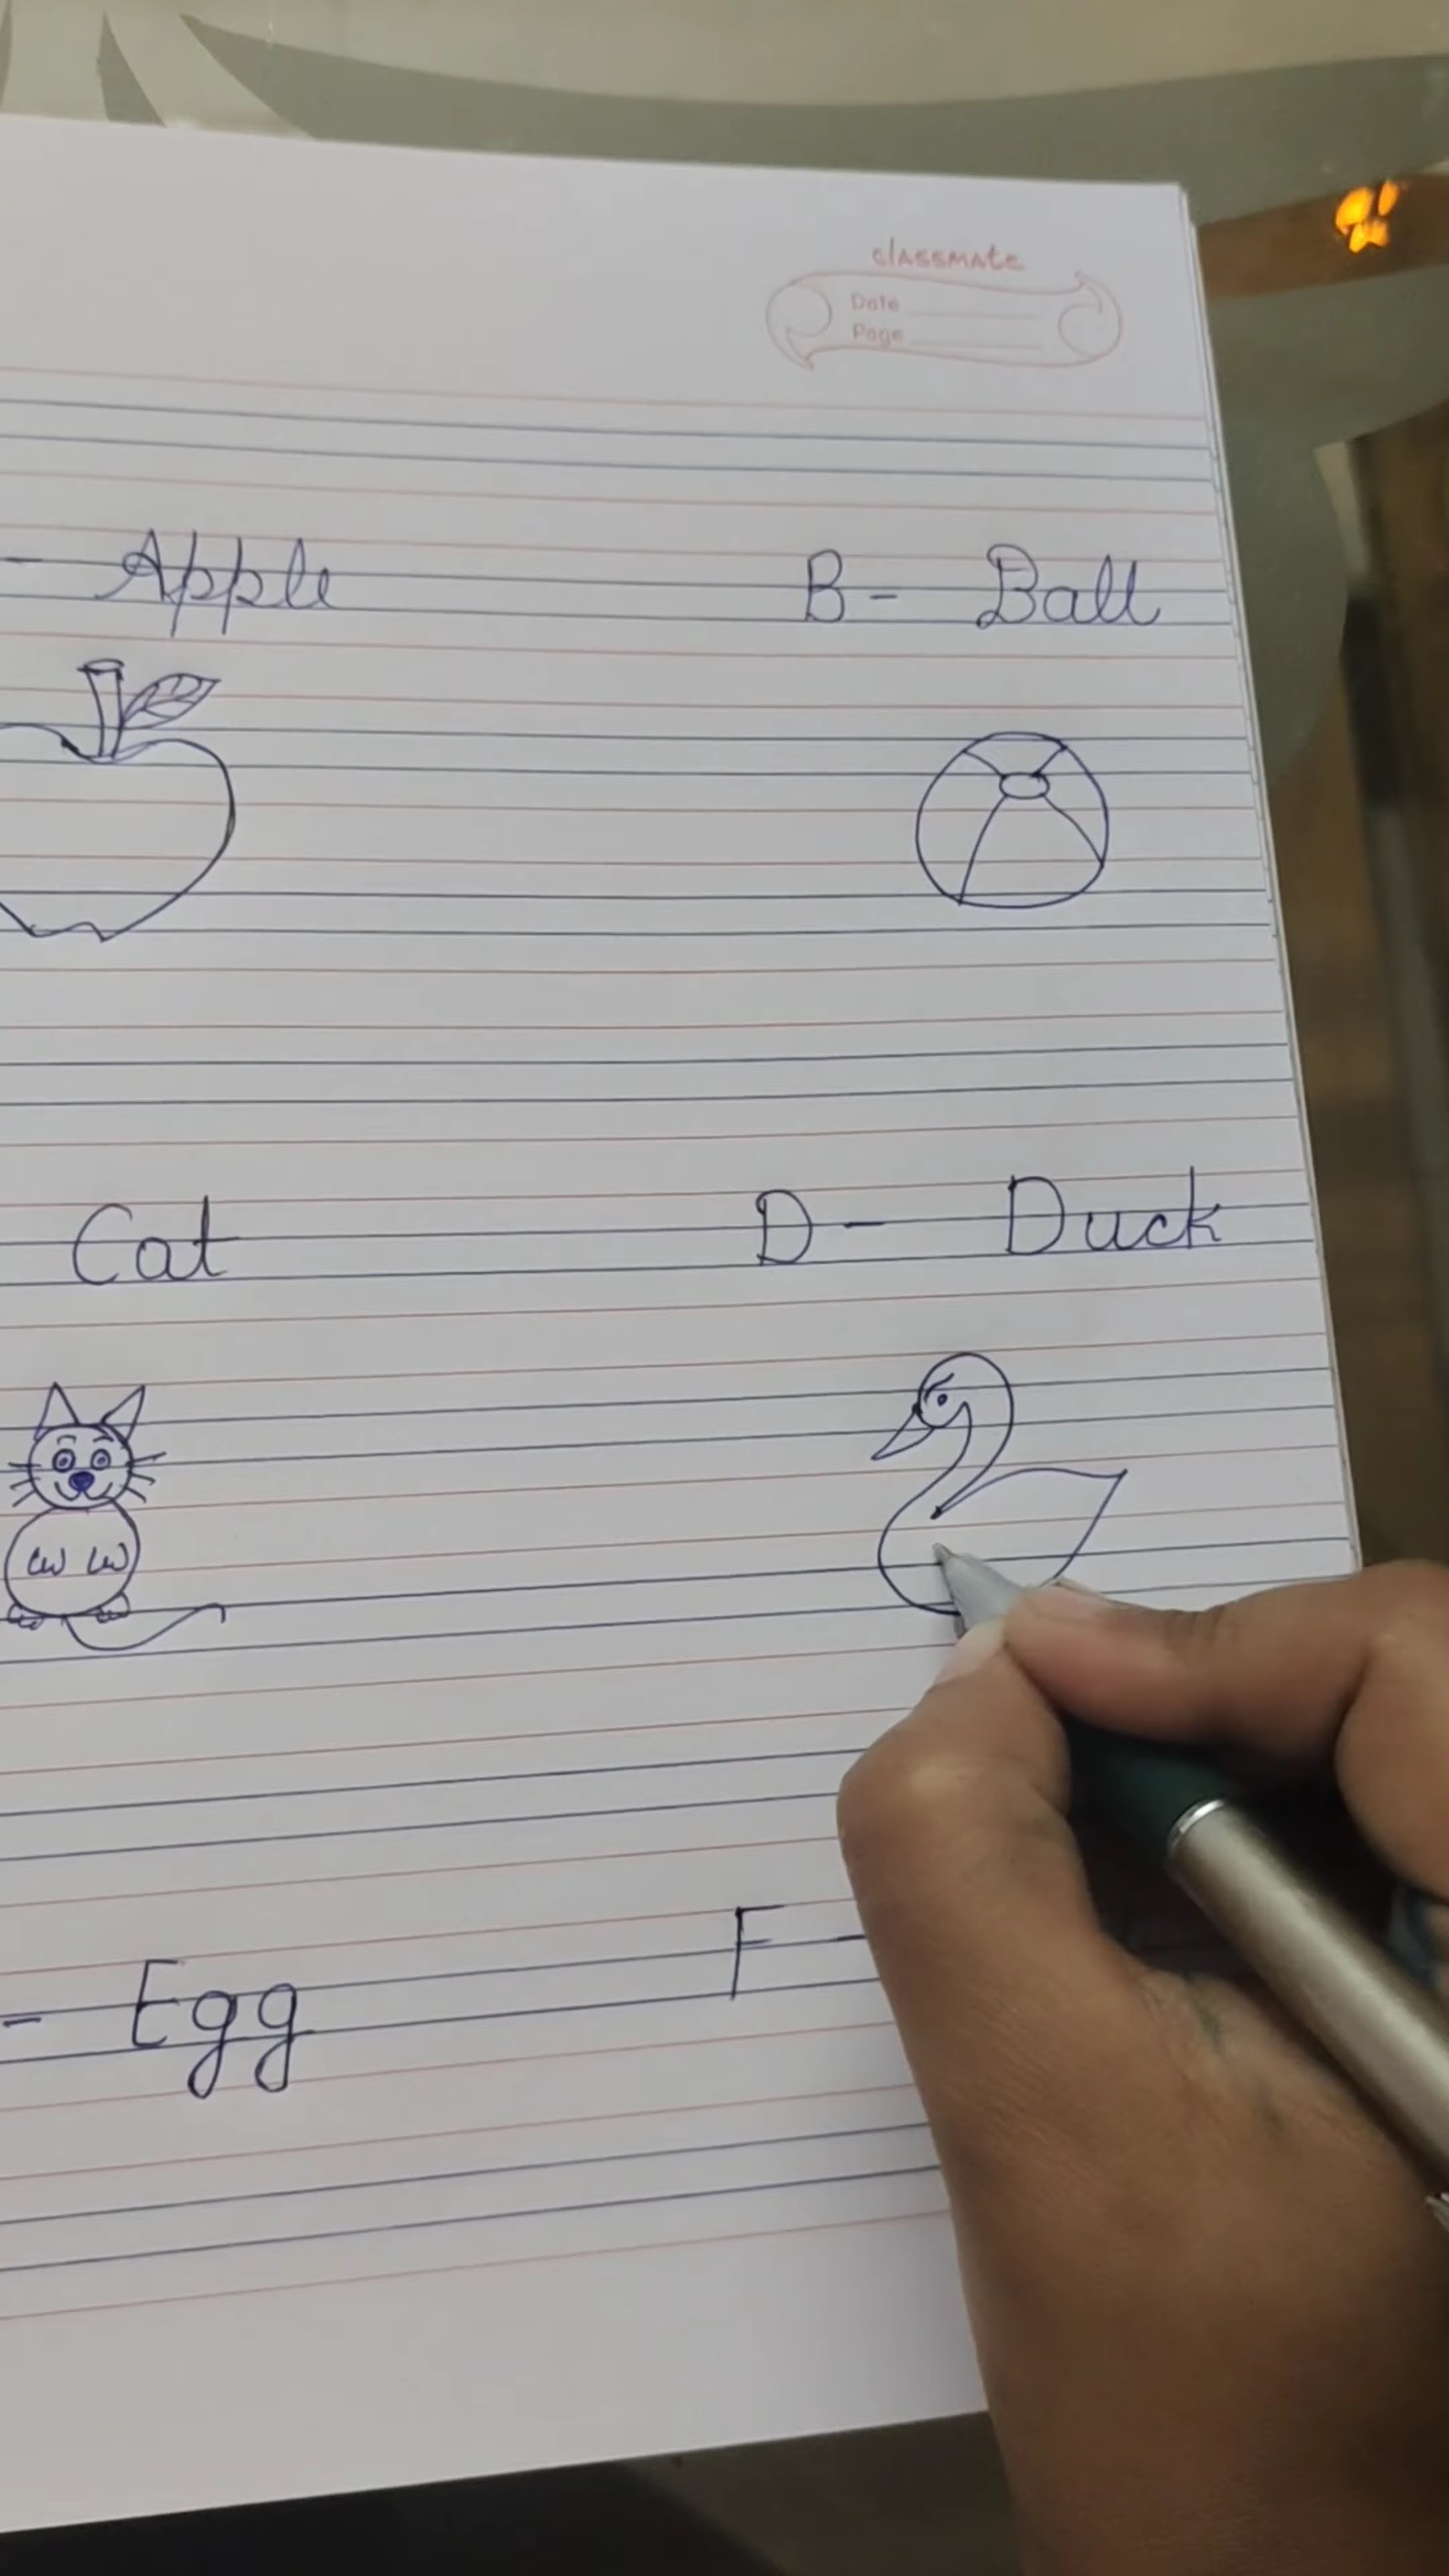 classmate
Date
Page
- Apple
B - Ball
Cat
D - Duck
- Egg
F -